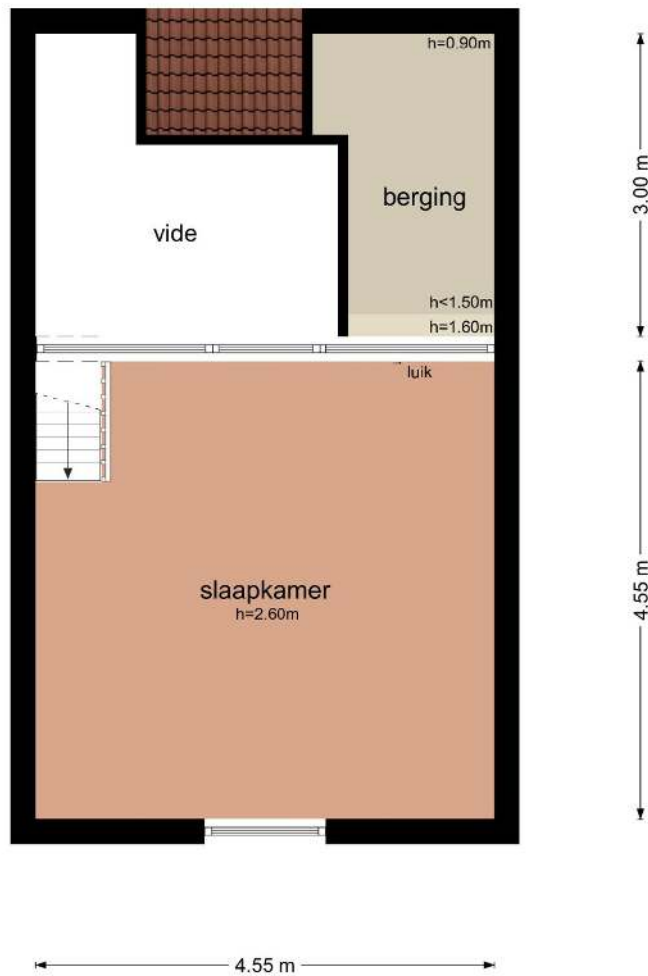 h=0.90m
berging
3.00 m
vide
h<1.50m
h=1.60m
luik
slaapkamer
h=2.60m
4.55 m
4.55 m